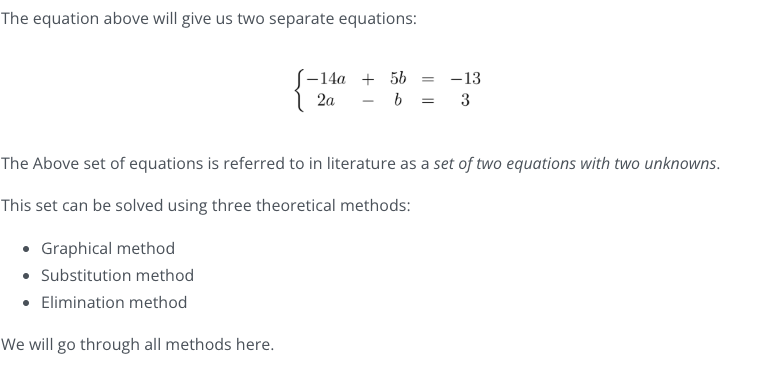 The equation above will give us two separate equations:
−14a + 5b = −13
2a − b = 3
The Above set of equations is referred to in literature as a set of two equations with two unknowns.
This set can be solved using three theoretical methods:
• Graphical method
• Substitution method
• Elimination method
We will go through all methods here.